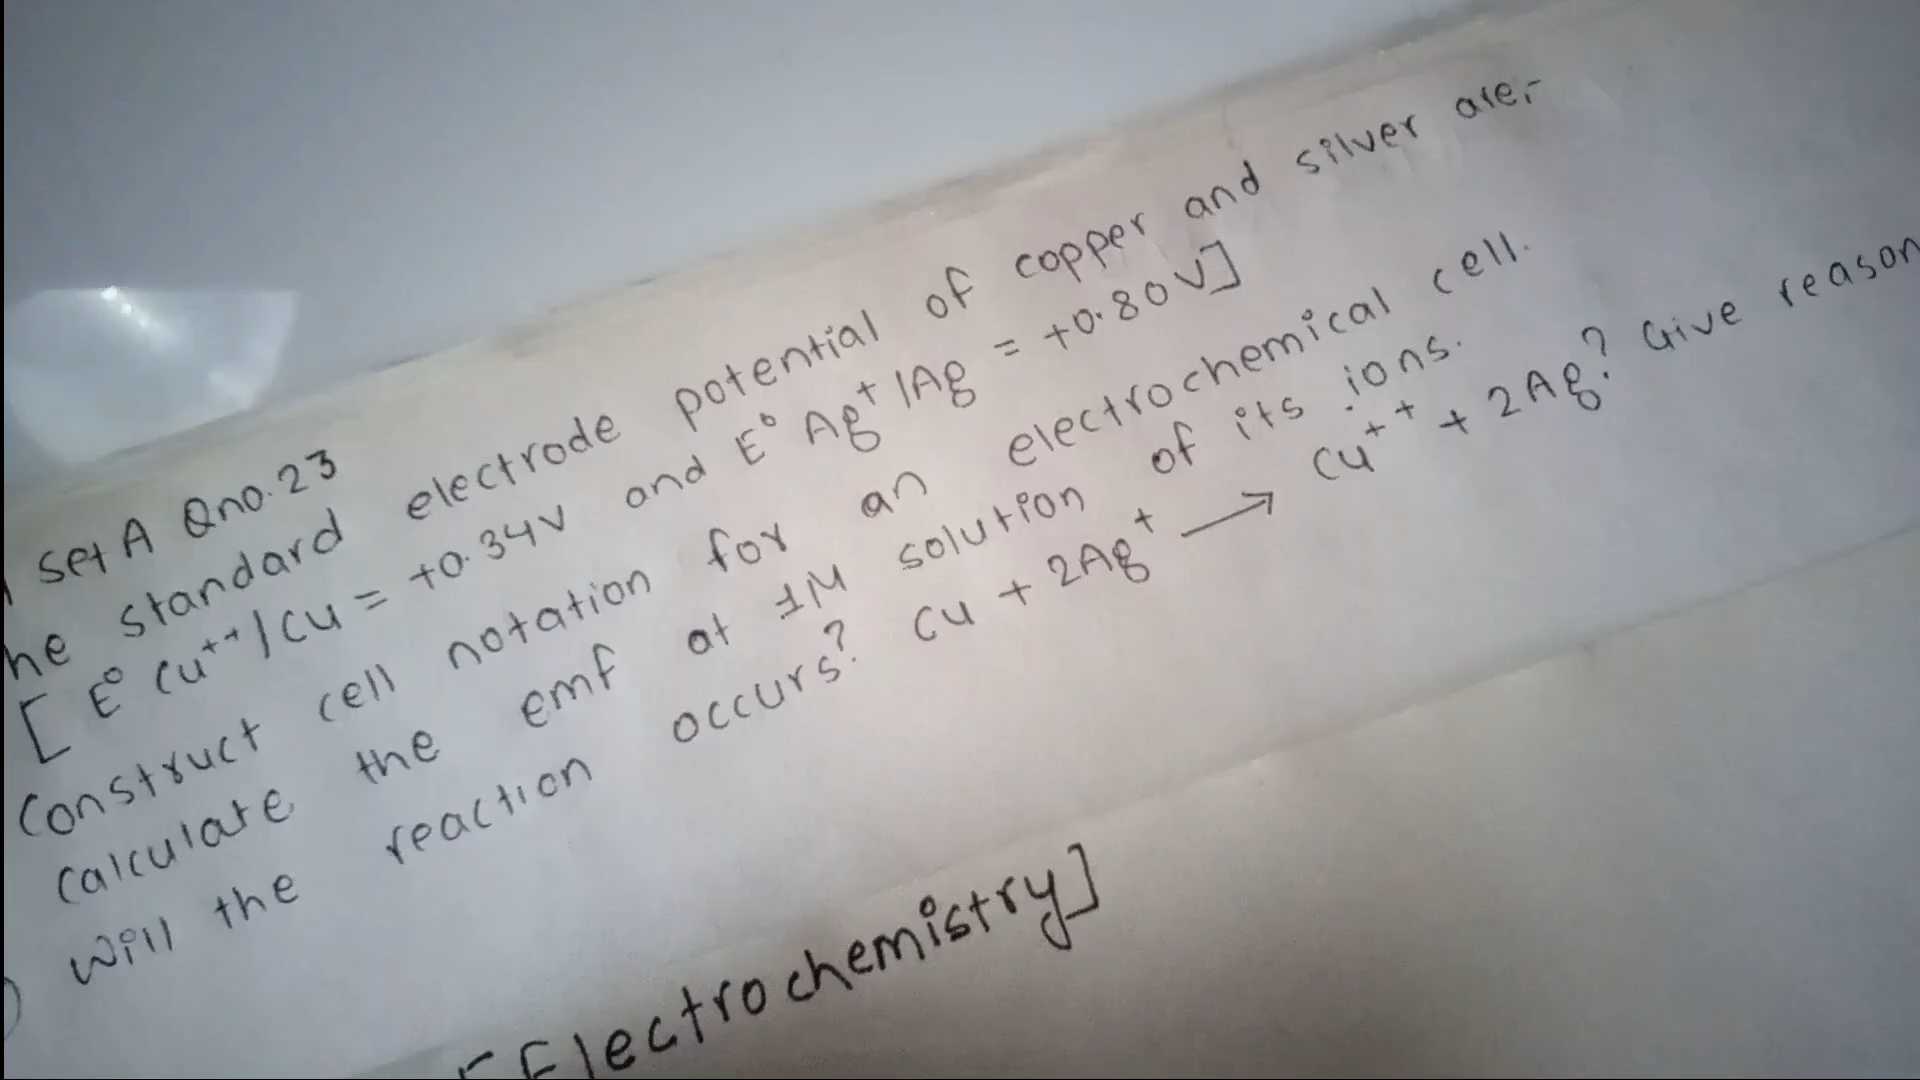 Set A Qno.23
he standard electrode potential of copper and silver are,-
[E° Cu⁺⁺/Cu = +0.34V and E° Ag⁺/Ag = +0.80V]
Construct cell notation for an electrochemical cell.
Calculate the emf at 1M solution of its ions.
) Will the reaction occurs? Cu + 2Ag⁺ → Cu⁺⁺ + 2Ag? Give reason
[Electrochemistry]